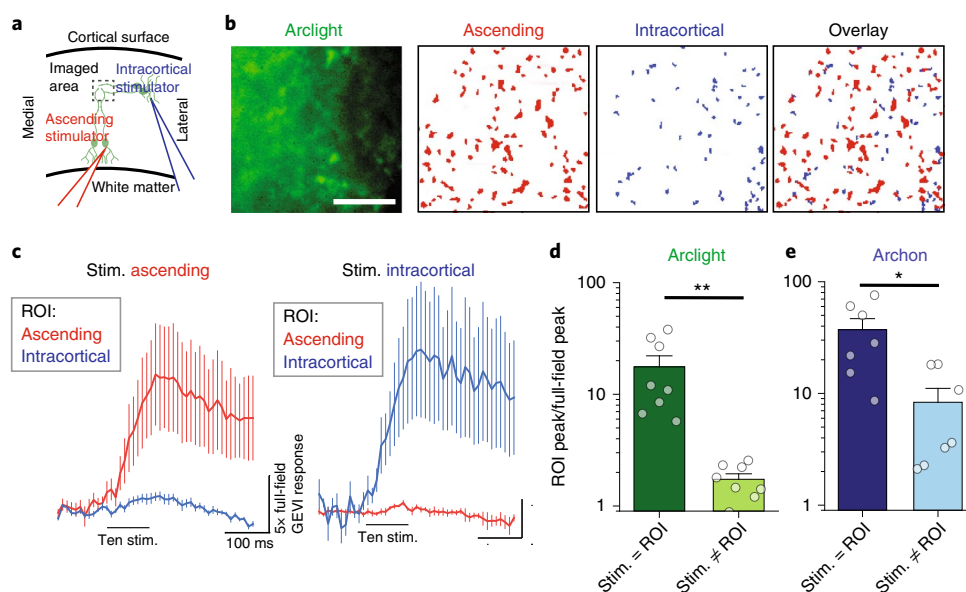 a
Cortical surface
Imaged
area
Intracortical
stimulator
Medial
Lateral
Ascending
stimulator
White matter
b
Arclight
Ascending
Intracortical
Overlay
c
Stim. ascending
ROI:
Ascending
Intracortical
Ten stim.
100 ms
5× full-field
GEVI response
Stim. intracortical
ROI:
Ascending
Intracortical
Ten stim.
d
Arclight
**
ROI peak/full-field peak
100
10
1
Stim. = ROI
Stim. ≠ ROI
e
Archon
*
100
10
1
Stim. = ROI
Stim. ≠ ROI